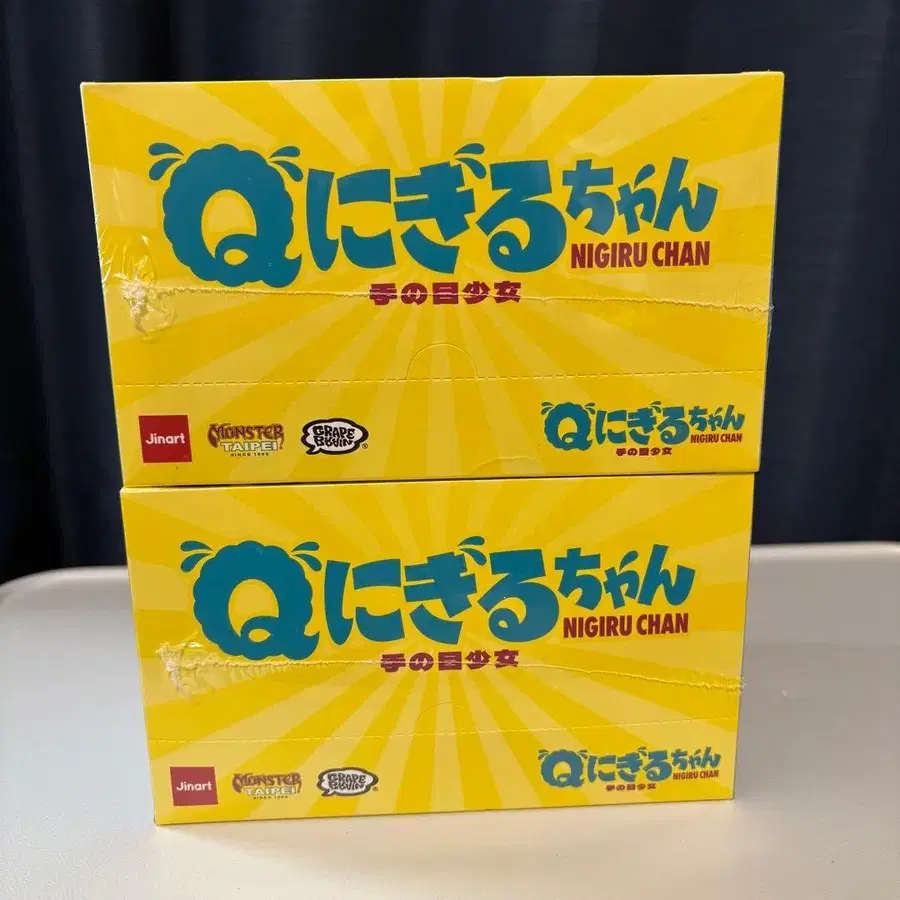 Qにぎるちゃん
NIGIRU CHAN
手の目少女
Jinart
MONSTER
TAIPEI
SINCE 1999
GRAPE
BRAIN®
Qにぎるちゃん
NIGIRU CHAN
手の目少女
Qにぎるちゃん
NIGIRU CHAN
手の目少女
Jinart
MONSTER
TAIPEI
GRAPE
BRAIN
Qにぎるちゃん
NIGIRU CHAN
手の目少女